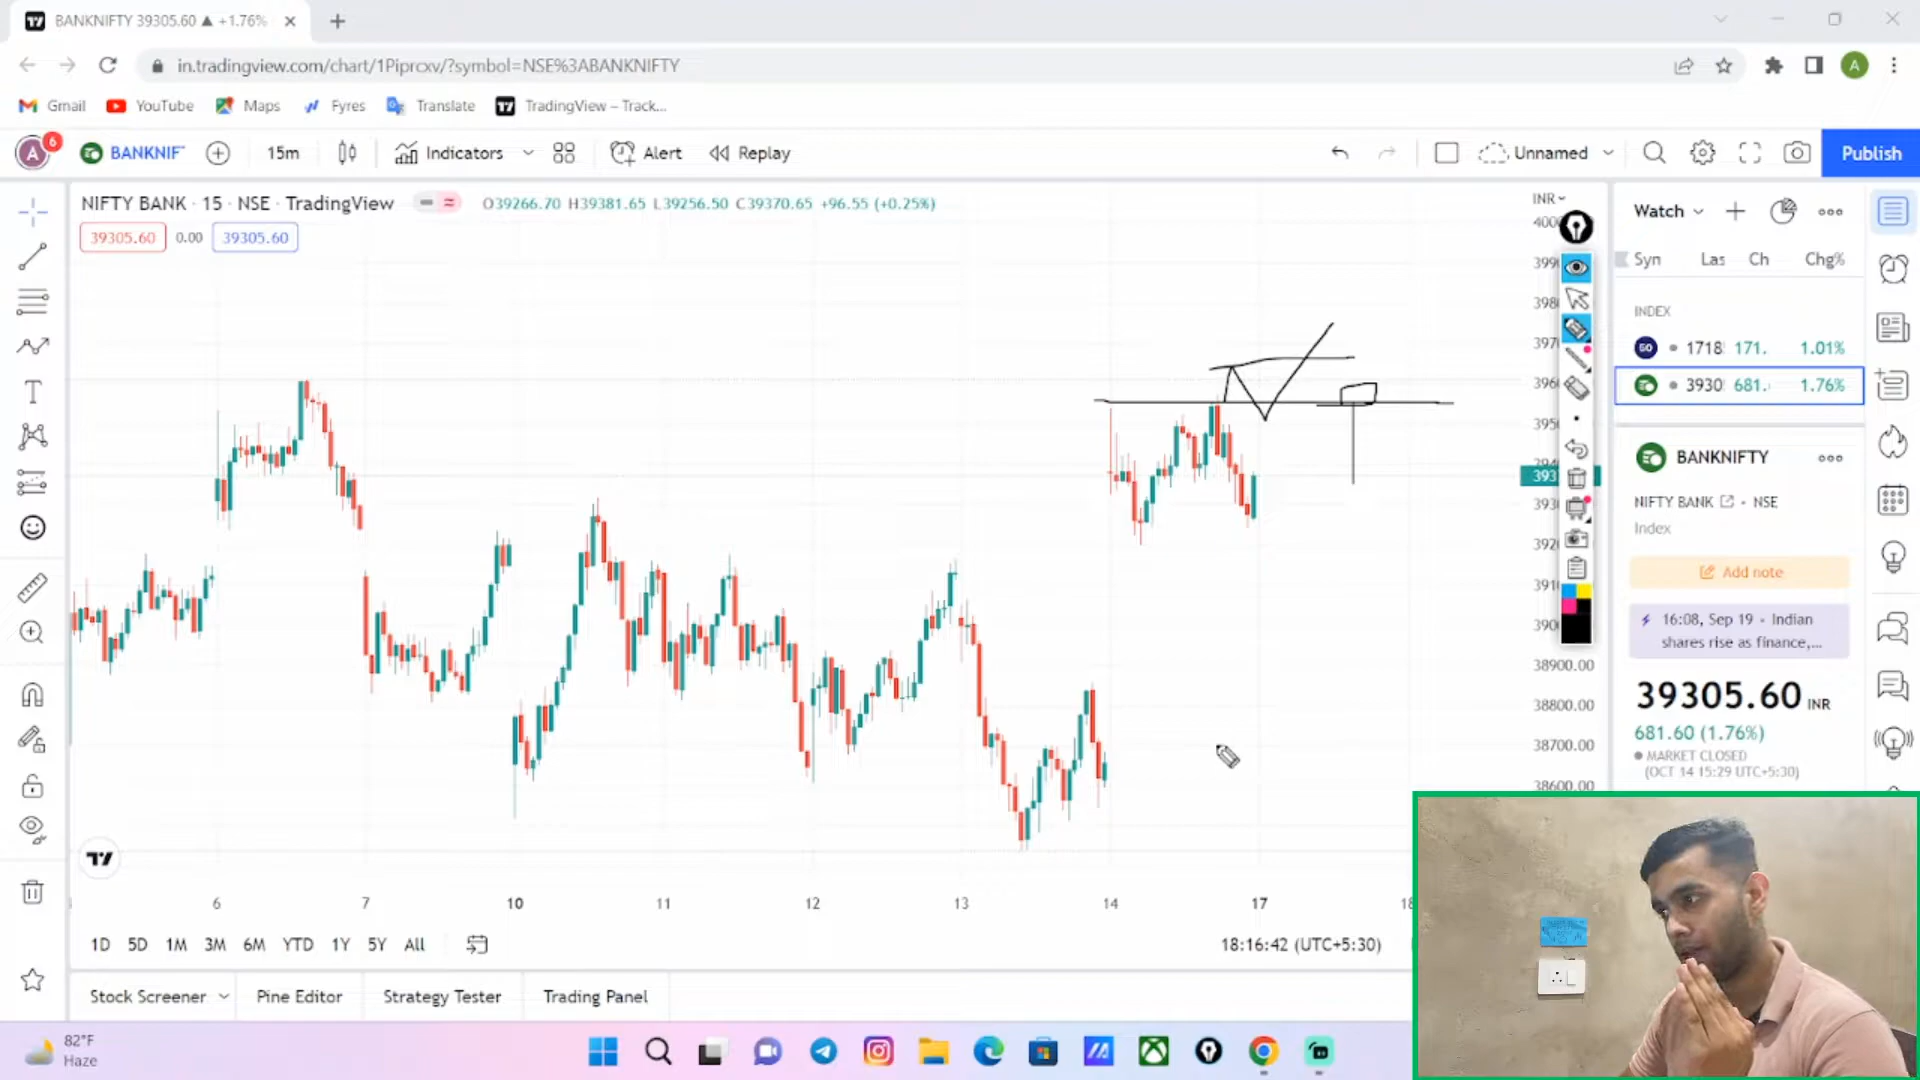 BANKNIFTY 39305.60 ▲ +1.76%
in.tradingview.com/chart/1Piprcxv/?symbol=NSE%3ABANKNIFTY
A
Gmail YouTube Maps Fyres Translate TradingView – Track...
A 6 BANKNIF 15m Indicators Alert Replay Unnamed Publish
NIFTY BANK · 15 · NSE · TradingView O39266.70 H39381.65 L39256.50 C39370.65 +96.55 (+0.25%)
39305.60 0.00 39305.60
INR
Watch
Syn Las Ch Chg%
INDEX
50 1718 171. 1.01%
3930 681. 1.76%
BANKNIFTY
NIFTY BANK · NSE
Index
Add note
16:08, Sep 19 · Indian
shares rise as finance,...
39305.60 INR
681.60 (1.76%)
MARKET CLOSED
(OCT 14 15:29 UTC+5:30)
38900.00
38800.00
38700.00
38600.00
6 7 10 11 12 13 14 17 18
1D 5D 1M 3M 6M YTD 1Y 5Y All 18:16:42 (UTC+5:30)
Stock Screener Pine Editor Strategy Tester Trading Panel
82°F
Haze